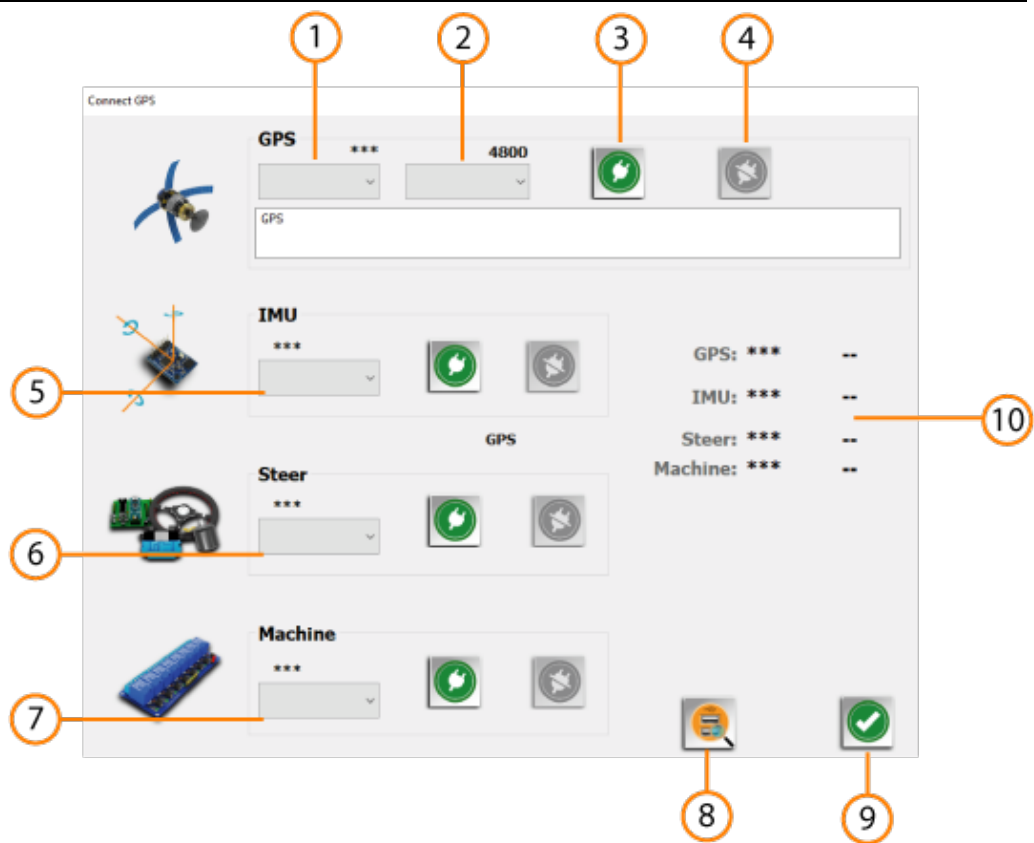 1 2 3 4
Connect GPS
GPS
*** 4800
GPS
IMU
***
GPS: *** --
5
IMU: *** --
10
GPS
Steer: *** --
Machine: *** --
Steer
***
6
Machine
***
7
8 9